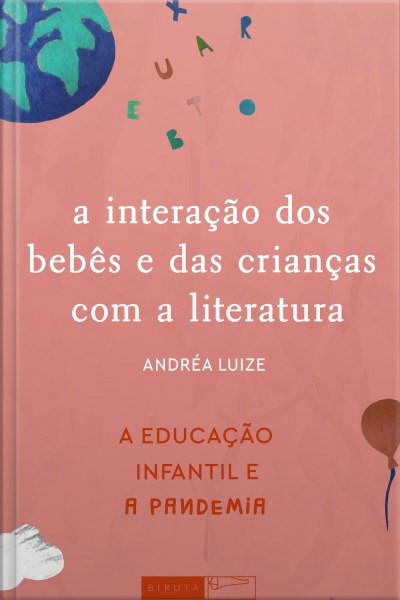 X A R
U O
E T
B
a interação dos
bebês e das crianças
com a literatura
ANDRÉA LUIZE
A EDUCAÇÃO
INFANTIL E
A PANDEMIA
BIRUTA